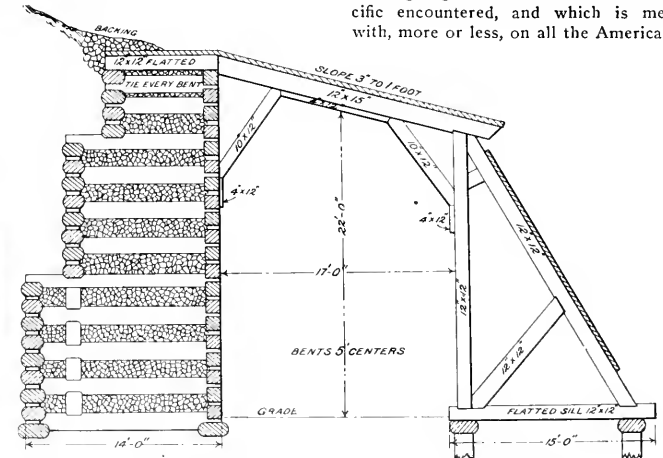 cific encountered, and which is me
with, more or less, on all the America
BACKING
12"x12" FLATTED
TIE EVERY BENT
SLOPE 3" TO 1 FOOT
12"x15"
10"x12"
10"x12"
4"x12"
4"x12"
22'-0"
17'-0"
12"x12"
12"x12"
12"x12"
BENTS 5' CENTERS
GRADE
FLATTED SILL 12"x12"
14'-0"
15'-0"